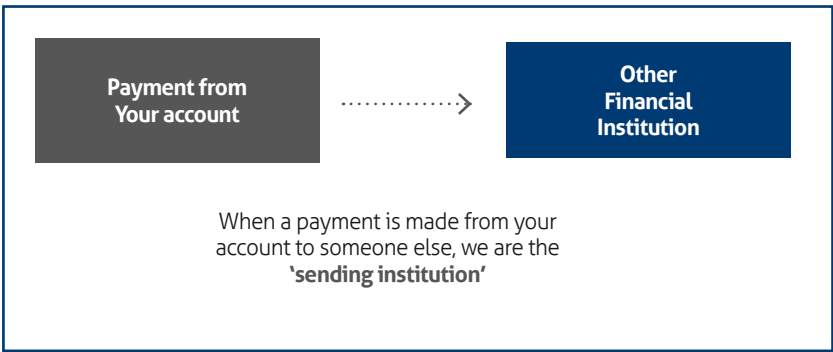 Payment from
Your account
Other
Financial
Institution
When a payment is made from your
account to someone else, we are the
‘sending institution’